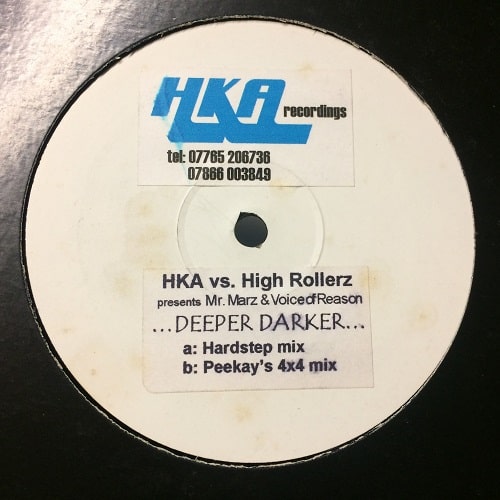 HKA recordings
tel: 07765 206736
07866 003849
HKA vs. High Rollerz
presents Mr. Marz & Voice of Reason
...DEEPER DARKER...
a: Hardstep mix
b: Peekay's 4x4 mix